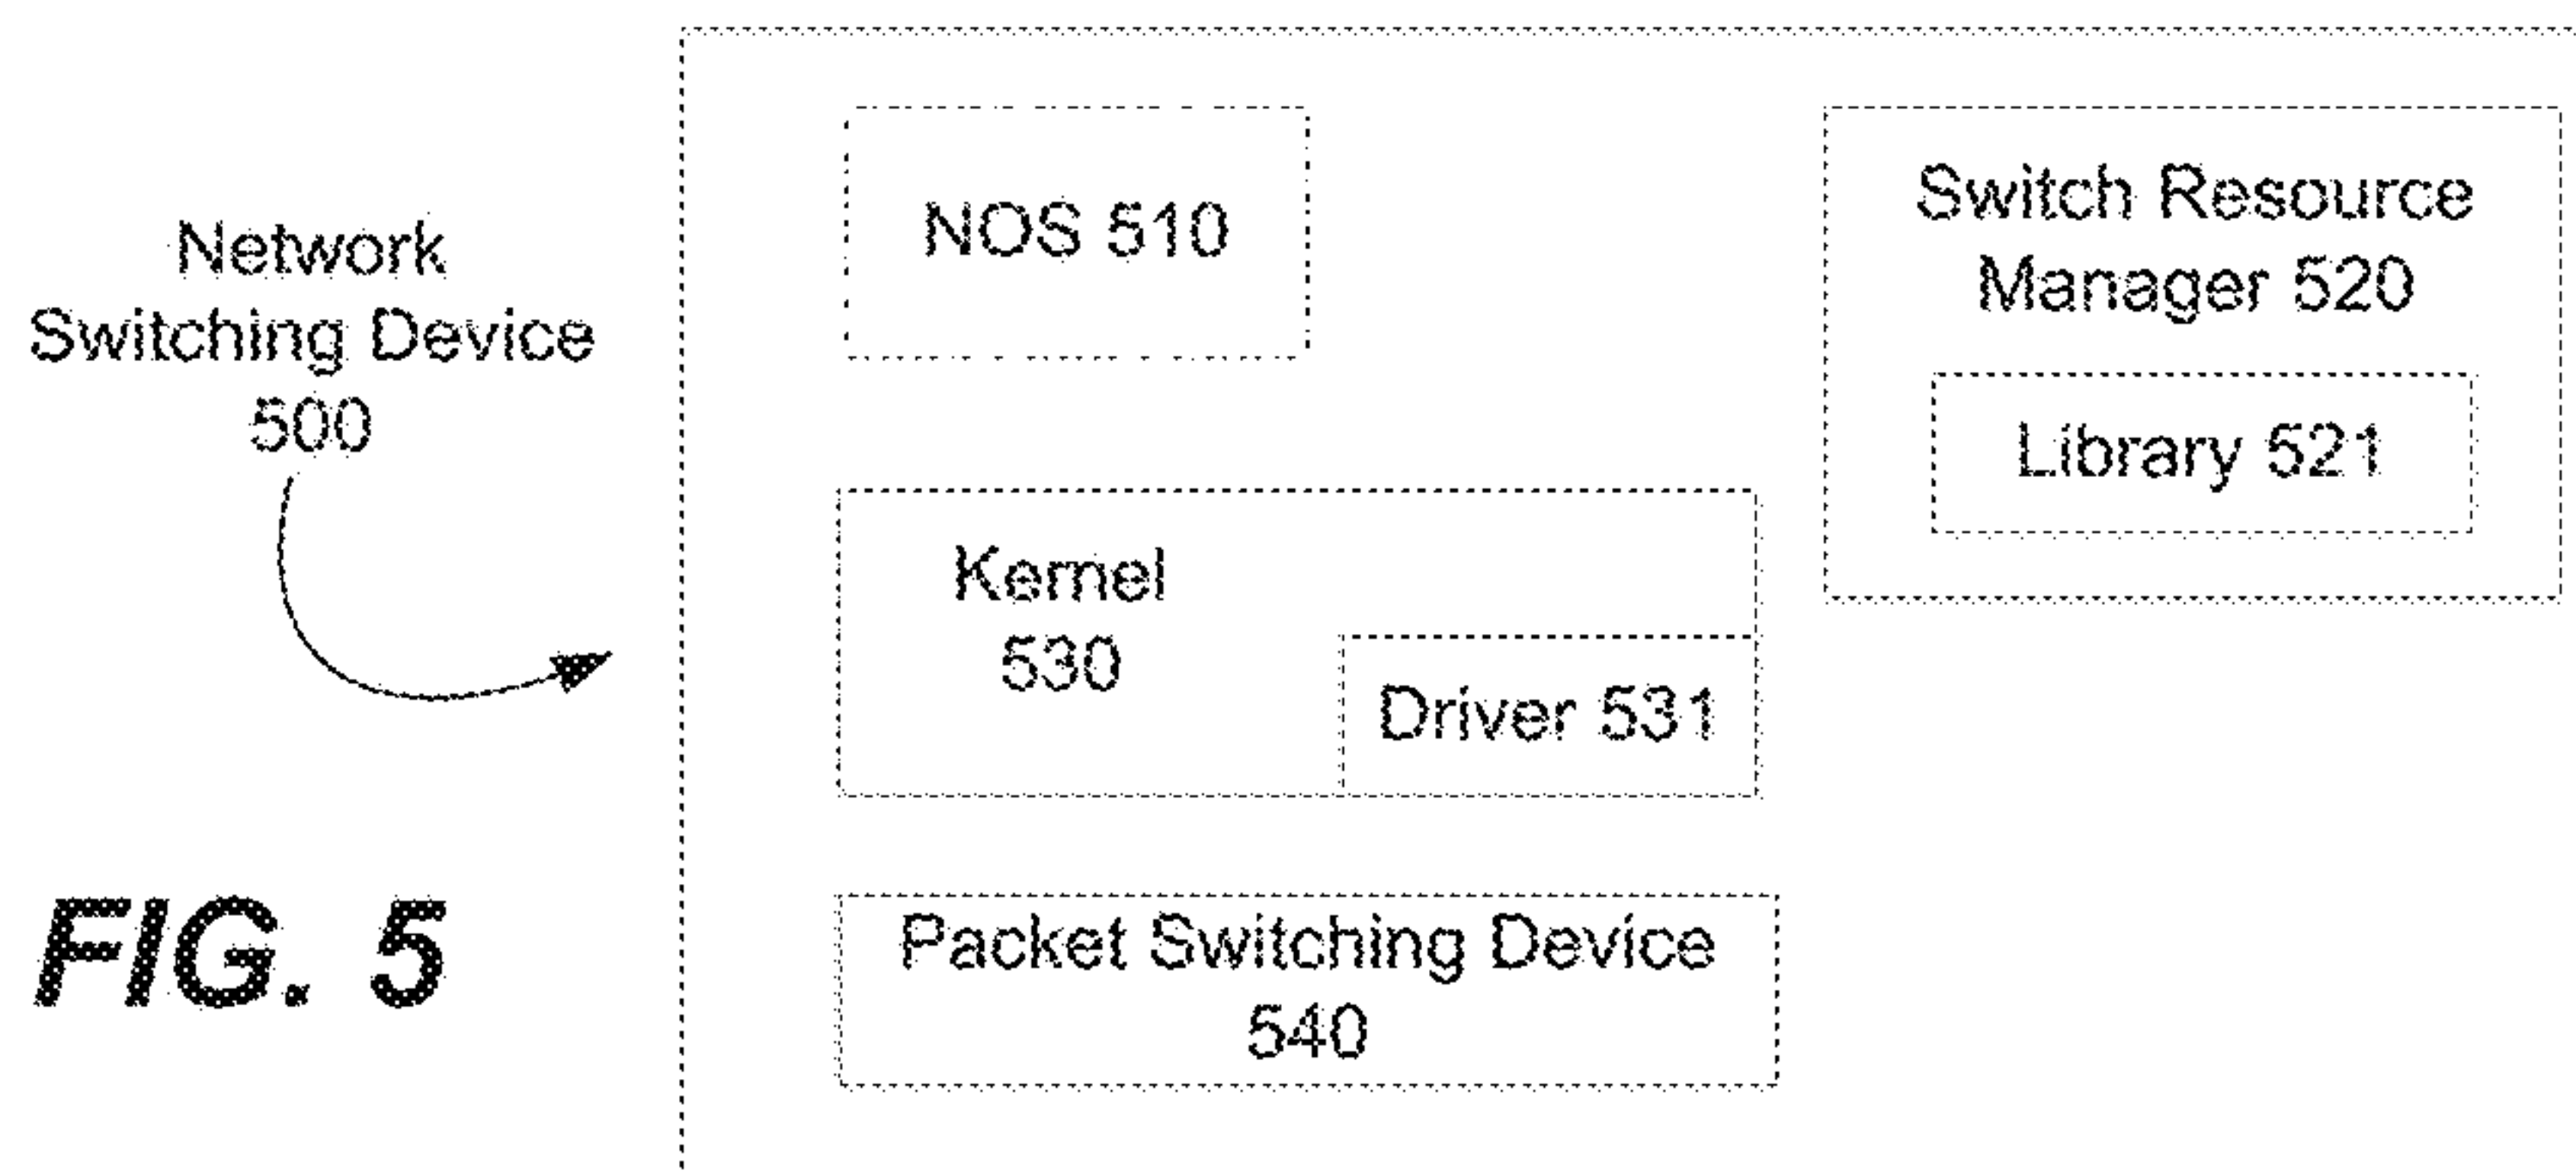 Network
Switching Device
500
NOS 510
Switch Resource
Manager 520
Library 521
Kernel
530
Driver 531
Packet Switching Device
540
FIG. 5